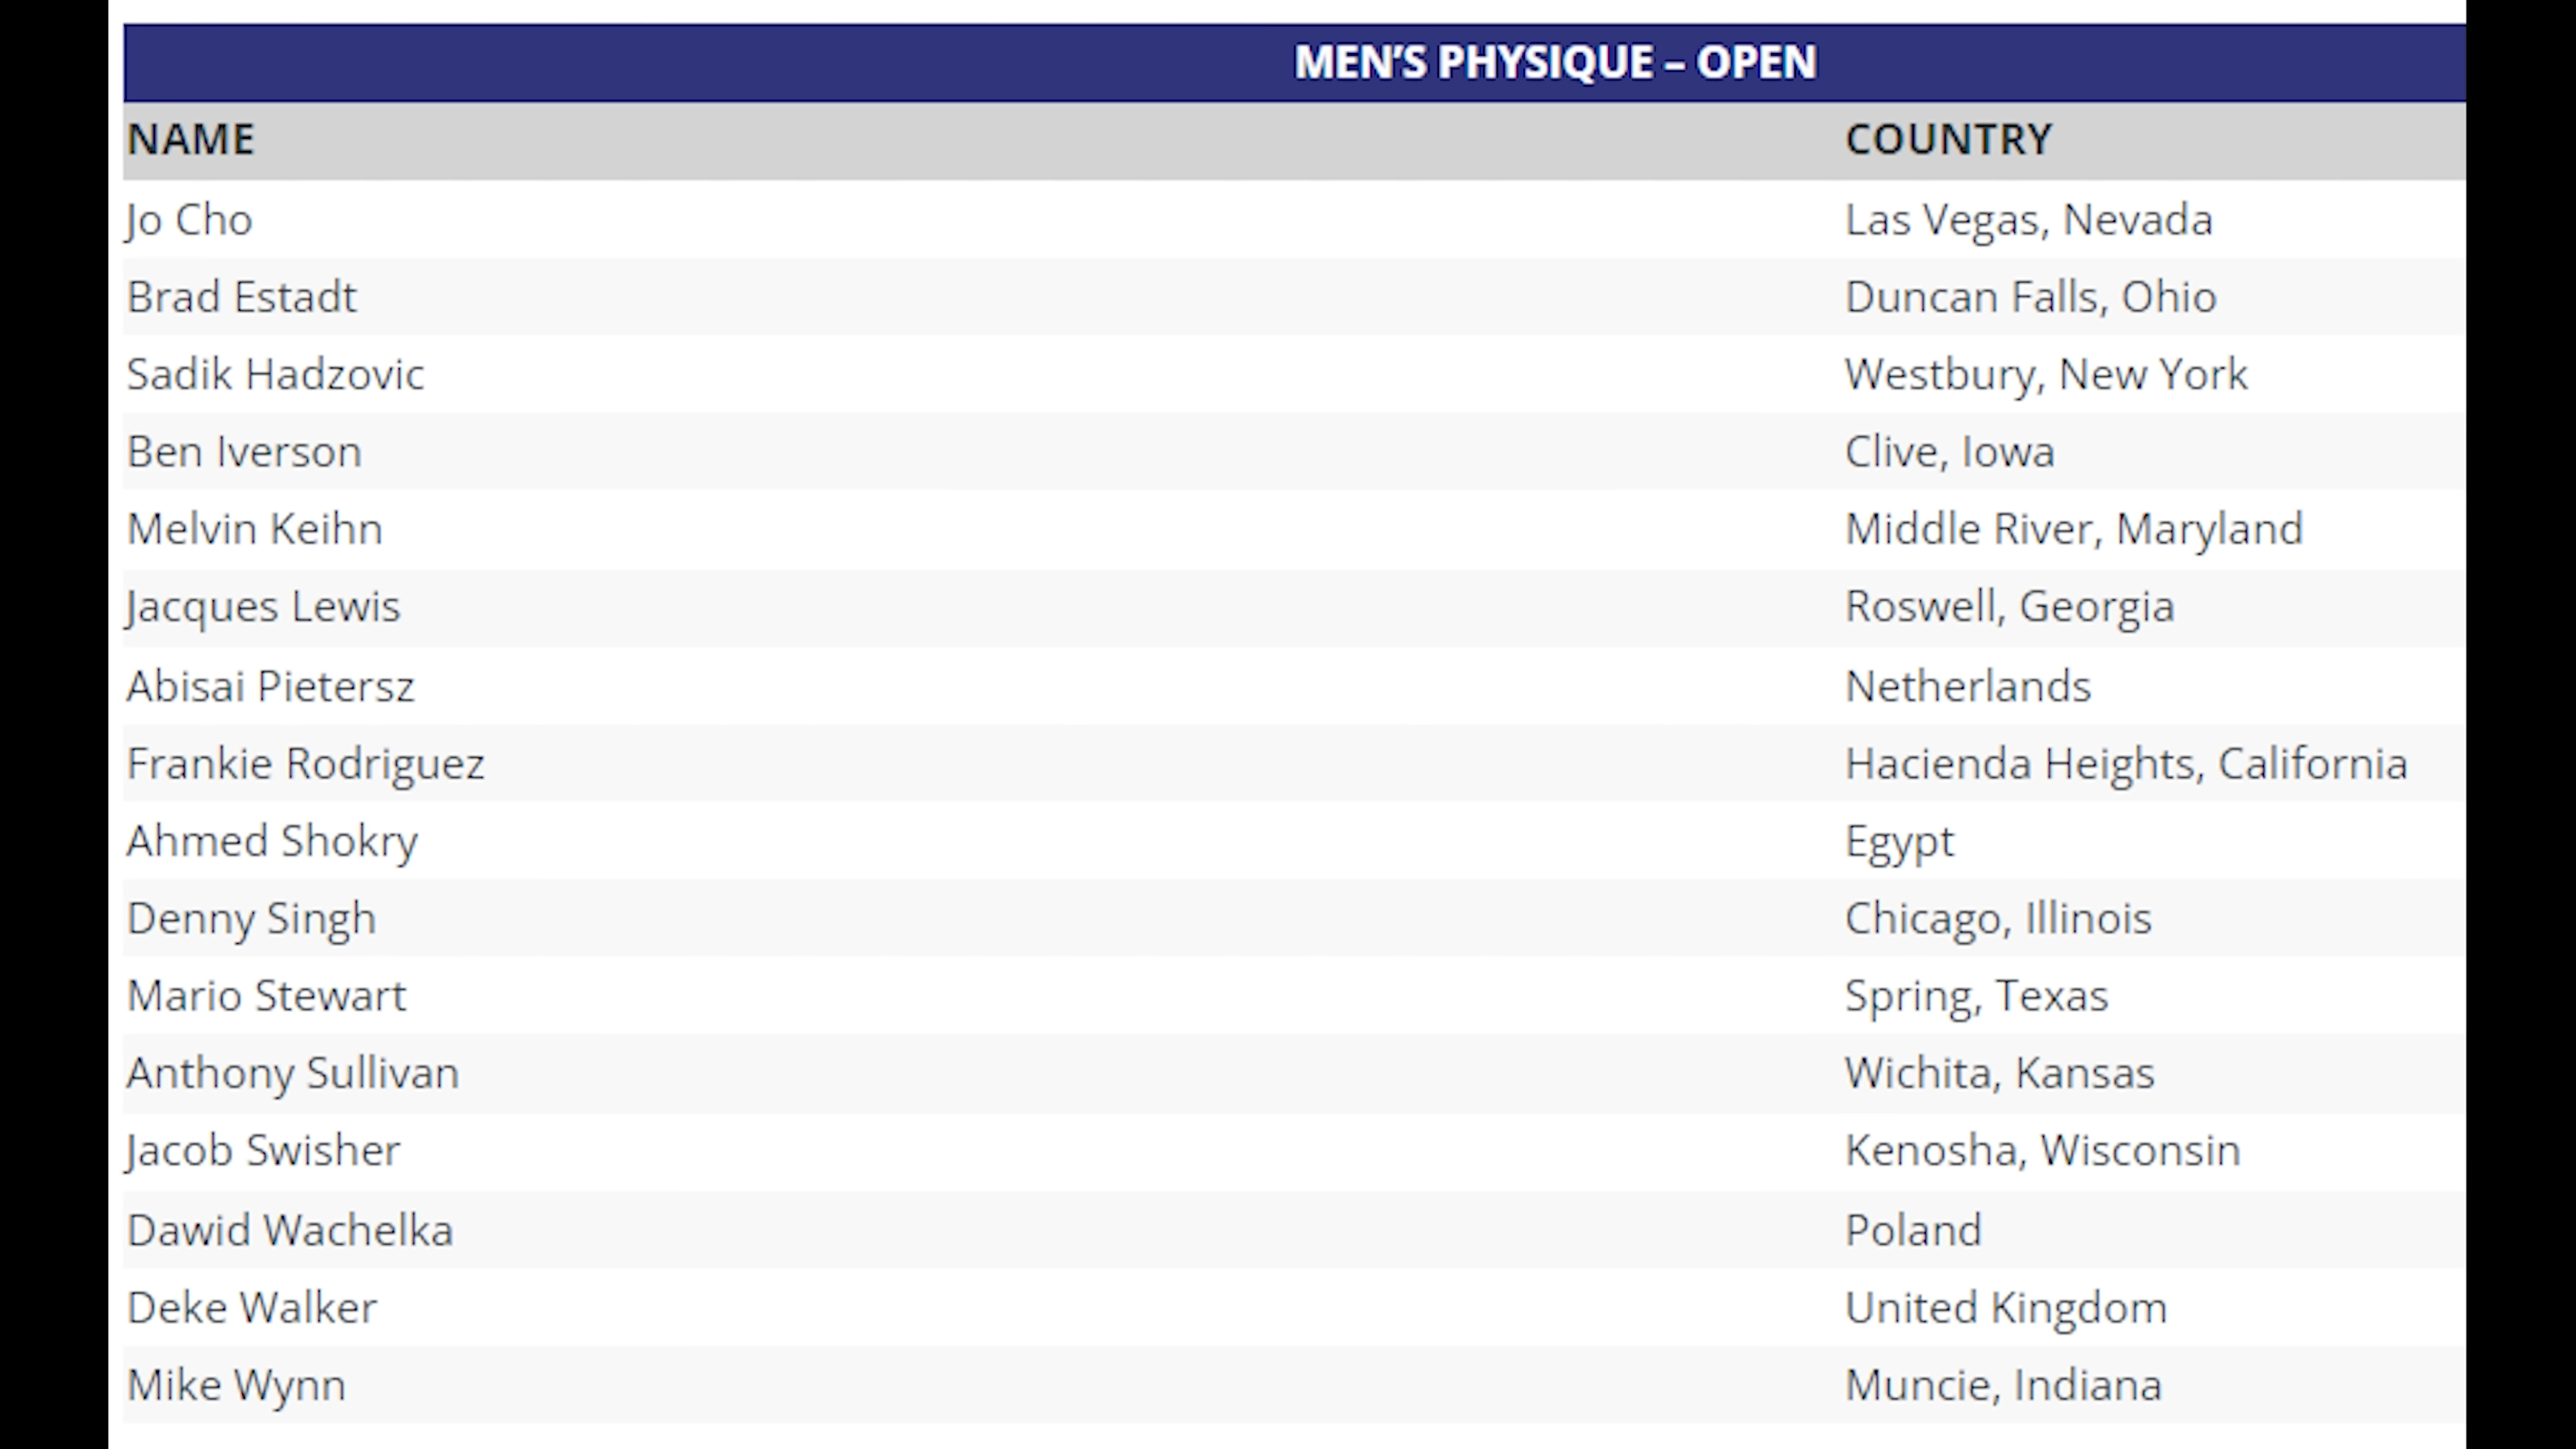 MEN’S PHYSIQUE – OPEN
NAME COUNTRY
Jo Cho Las Vegas, Nevada
Brad Estadt Duncan Falls, Ohio
Sadik Hadzovic Westbury, New York
Ben Iverson Clive, Iowa
Melvin Keihn Middle River, Maryland
Jacques Lewis Roswell, Georgia
Abisai Pietersz Netherlands
Frankie Rodriguez Hacienda Heights, California
Ahmed Shokry Egypt
Denny Singh Chicago, Illinois
Mario Stewart Spring, Texas
Anthony Sullivan Wichita, Kansas
Jacob Swisher Kenosha, Wisconsin
Dawid Wachelka Poland
Deke Walker United Kingdom
Mike Wynn Muncie, Indiana